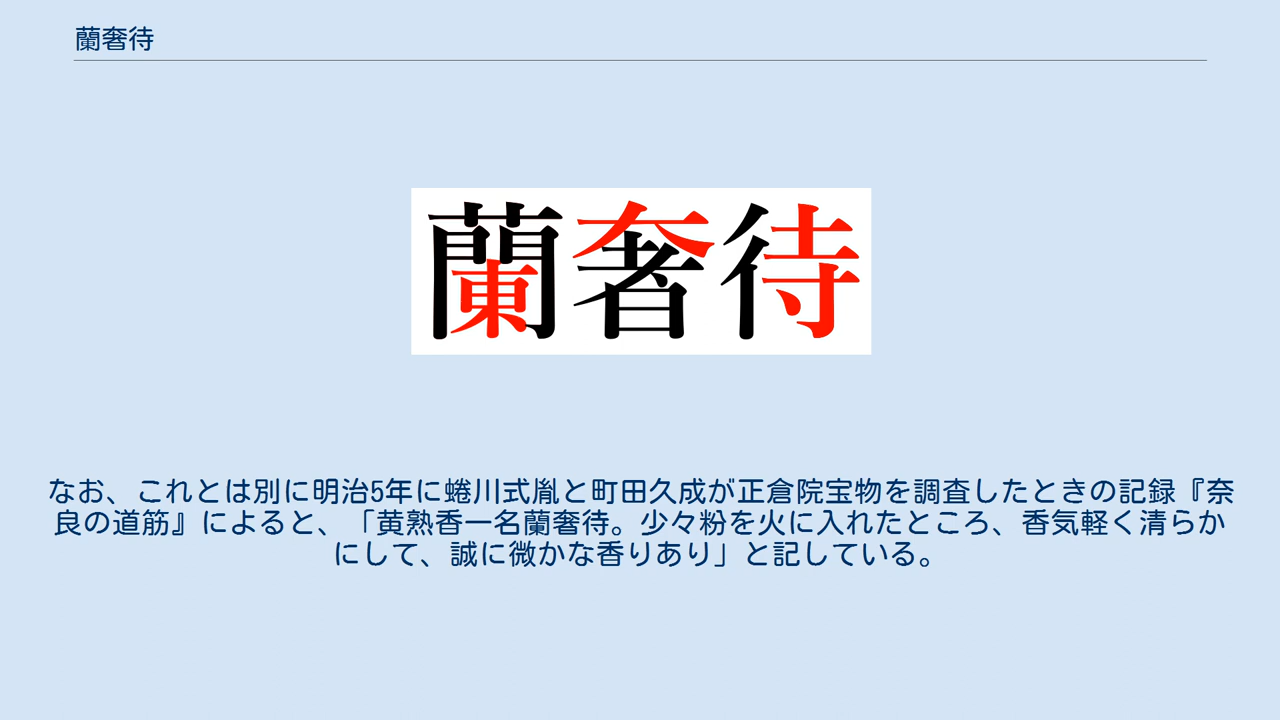 蘭奢待
蘭奢待
なお、これとは別に明治5年に蜷川式胤と町田久成が正倉院宝物を調査したときの記録『奈
良の道筋』によると、「黄熟香一名蘭奢待。少々粉を火に入れたところ、香気軽く清らか
にして、誠に微かな香りあり」と記している。